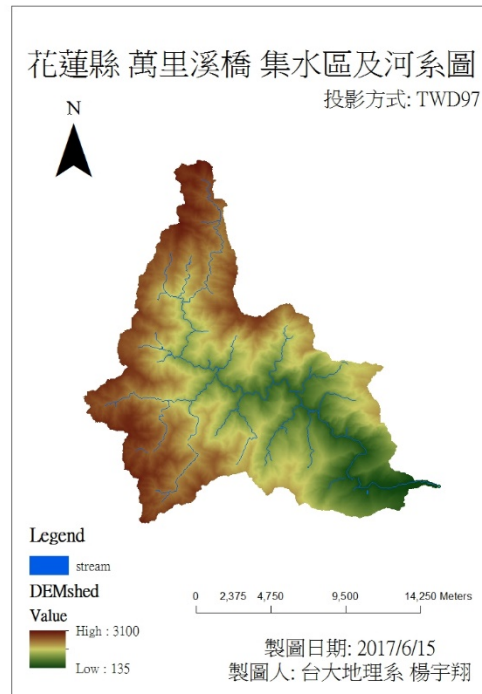 花蓮縣 萬里溪橋 集水區及河系圖
投影方式: TWD97
N
Legend
stream
DEMshed
Value
High : 3100
Low : 135
0 2,375 4,750 9,500 14,250 Meters
製圖日期: 2017/6/15
製圖人: 台大地理系 楊宇翔